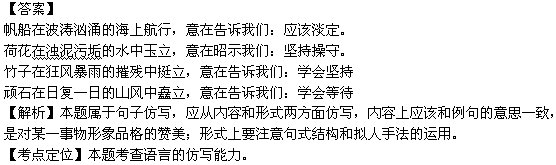 【答案】
帆船在波涛汹涌的海上航行，意在告诉我们：应该淡定。
荷花在浊泥污垢的水中玉立，意在昭示我们：坚持操守。
竹子在狂风暴雨的摧残中挺立，意在告诉我们：学会坚持
顽石在日复一日的山风中矗立，意在告诉我们：学会等待
【解析】本题属于句子仿写，应从内容和形式两方面仿写，内容上应该和例句的意思一致，
是对某一事物形象品格的赞美；形式上要注意句式结构和拟人手法的运用。
【考点定位】本题考查语言的仿写能力。